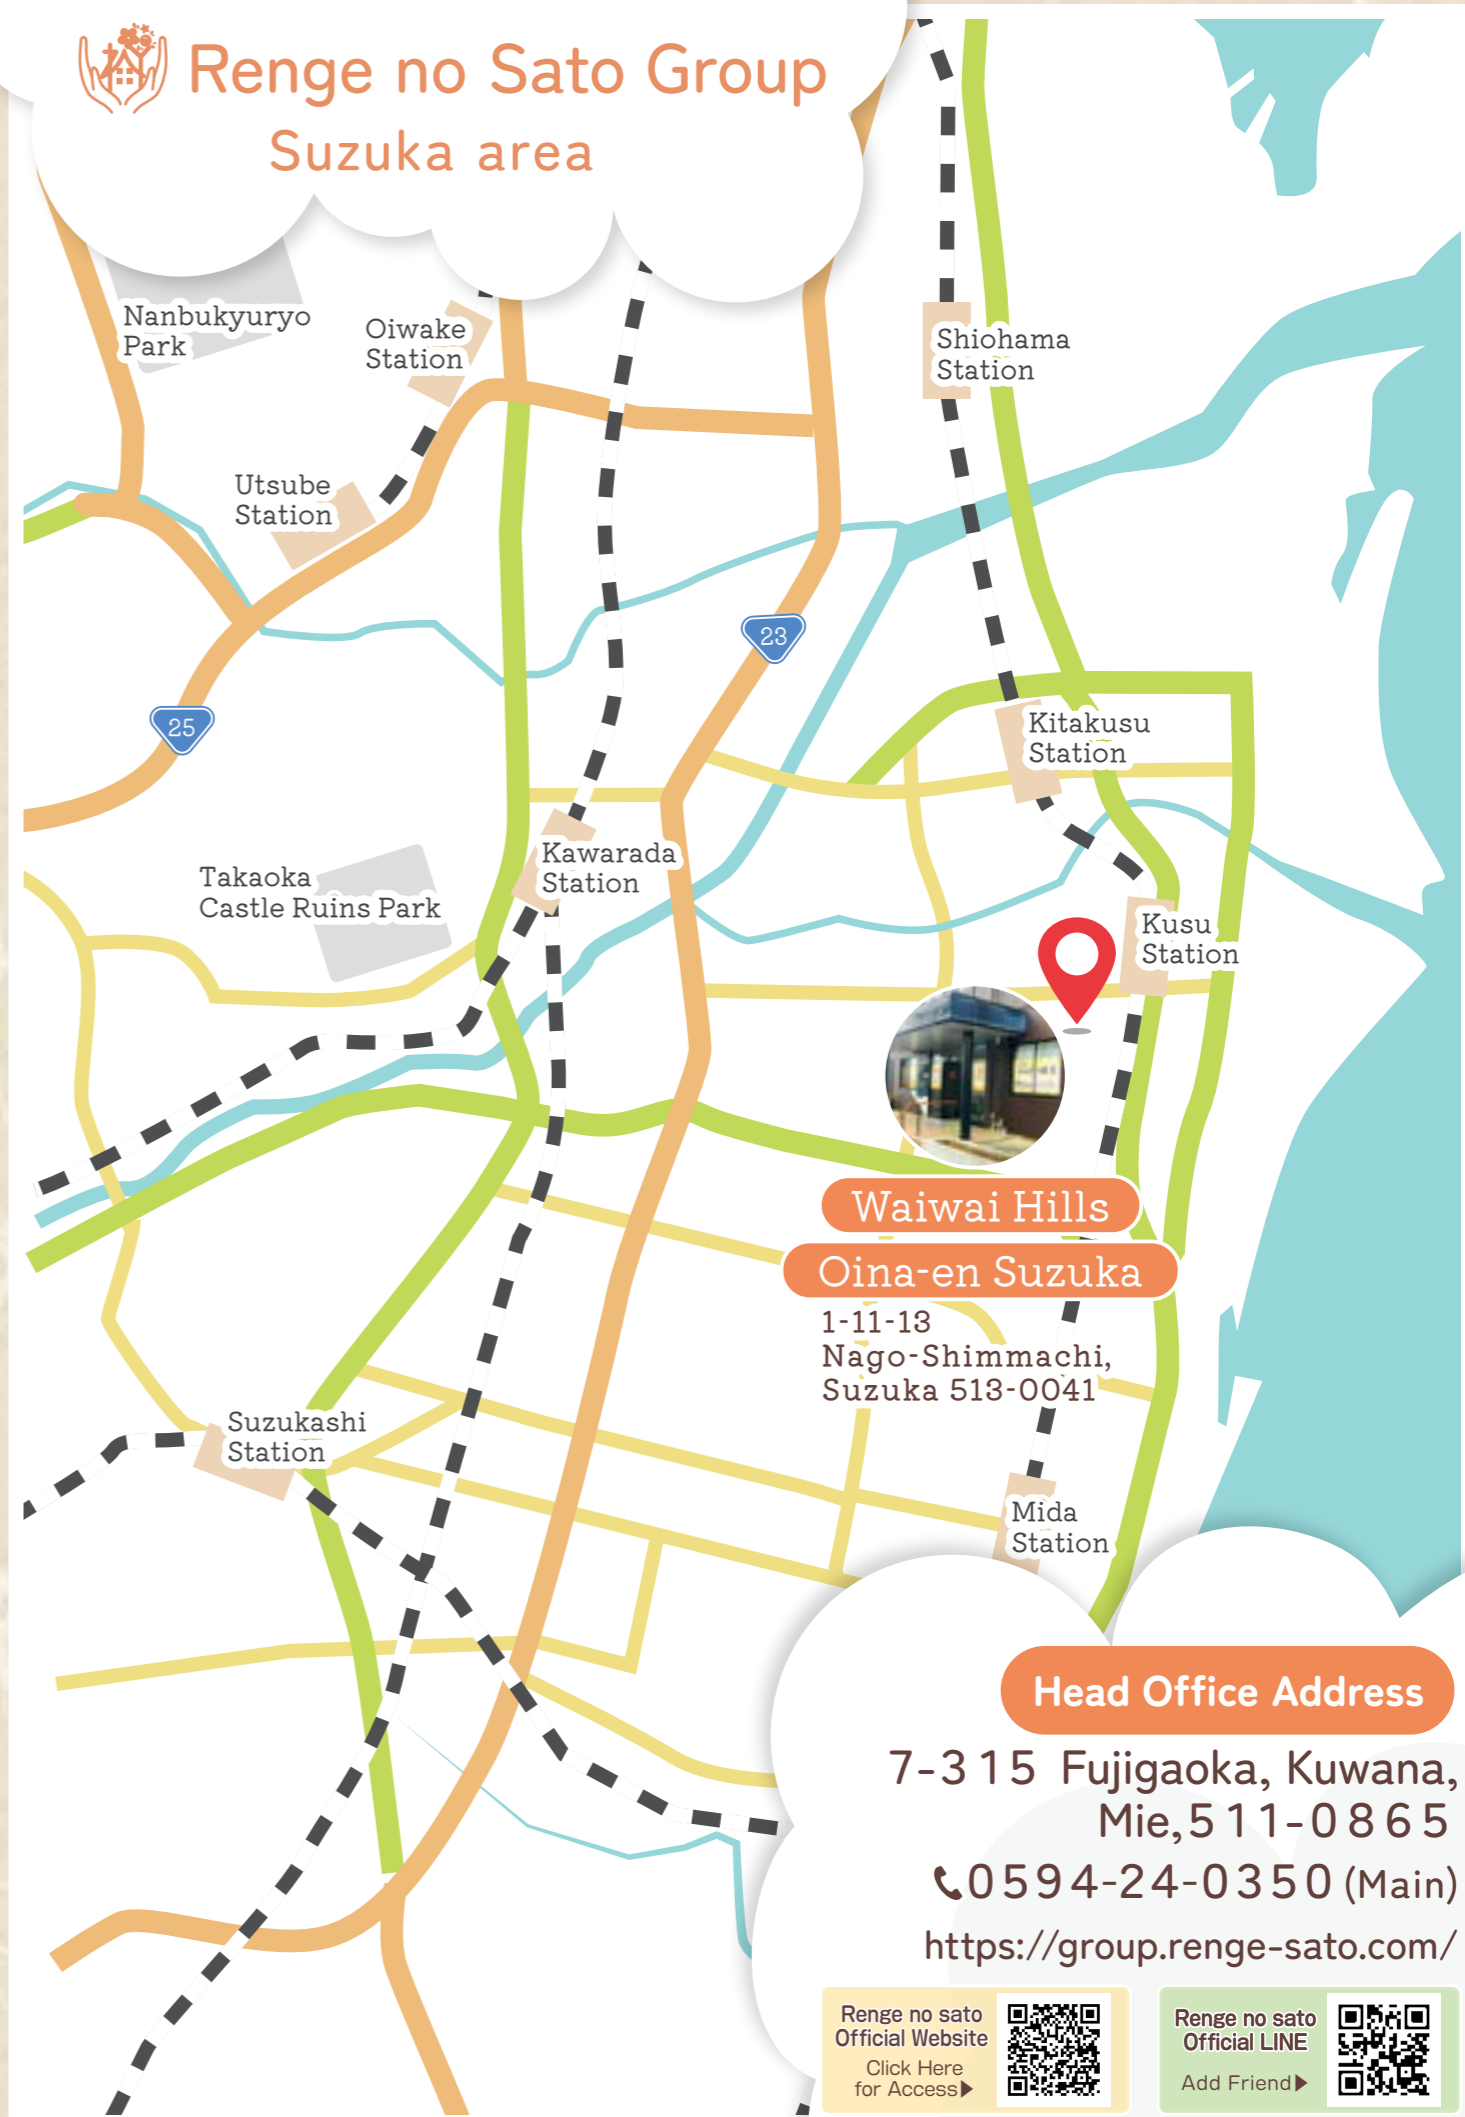 Renge no Sato Group
Suzuka area
Nanbukyuryo
Park
Oiwake
Station
Shiohama
Station
Utsube
Station
23
25
Kitakusu
Station
Kawarada
Station
Takaoka
Castle Ruins Park
Kusu
Station
Waiwai Hills
Oina-en Suzuka
1-11-13
Nago-Shimmachi,
Suzuka 513-0041
Suzukashi
Station
Mida
Station
Head Office Address
7-315 Fujigaoka, Kuwana,
Mie,511-0865
0594-24-0350 (Main)
https://group.renge-sato.com/
Renge no sato
Official Website
Click Here
for Access▶
Renge no sato
Official LINE
Add Friend▶